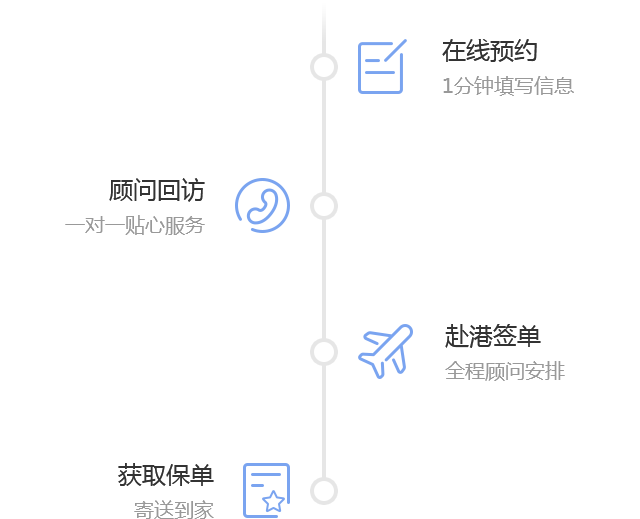 在线预约
1分钟填写信息
顾问回访
一对一贴心服务
赴港签单
全程顾问安排
获取保单
寄送到家